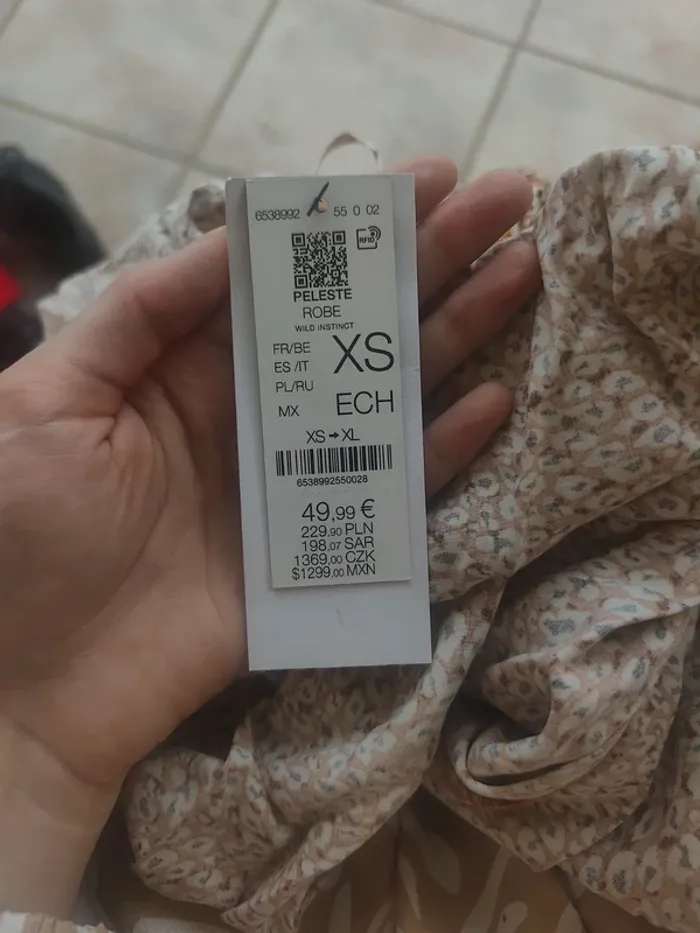 6538992 55 0 02
RFID
PELESTE
ROBE
WILD INSTINCT
FR/BE
ES /IT
PL/RU
XS
MX
ECH
XS → XL
6538992550028
49,99 €
229,90 PLN
198,07 SAR
1369,00 CZK
$1299,00 MXN